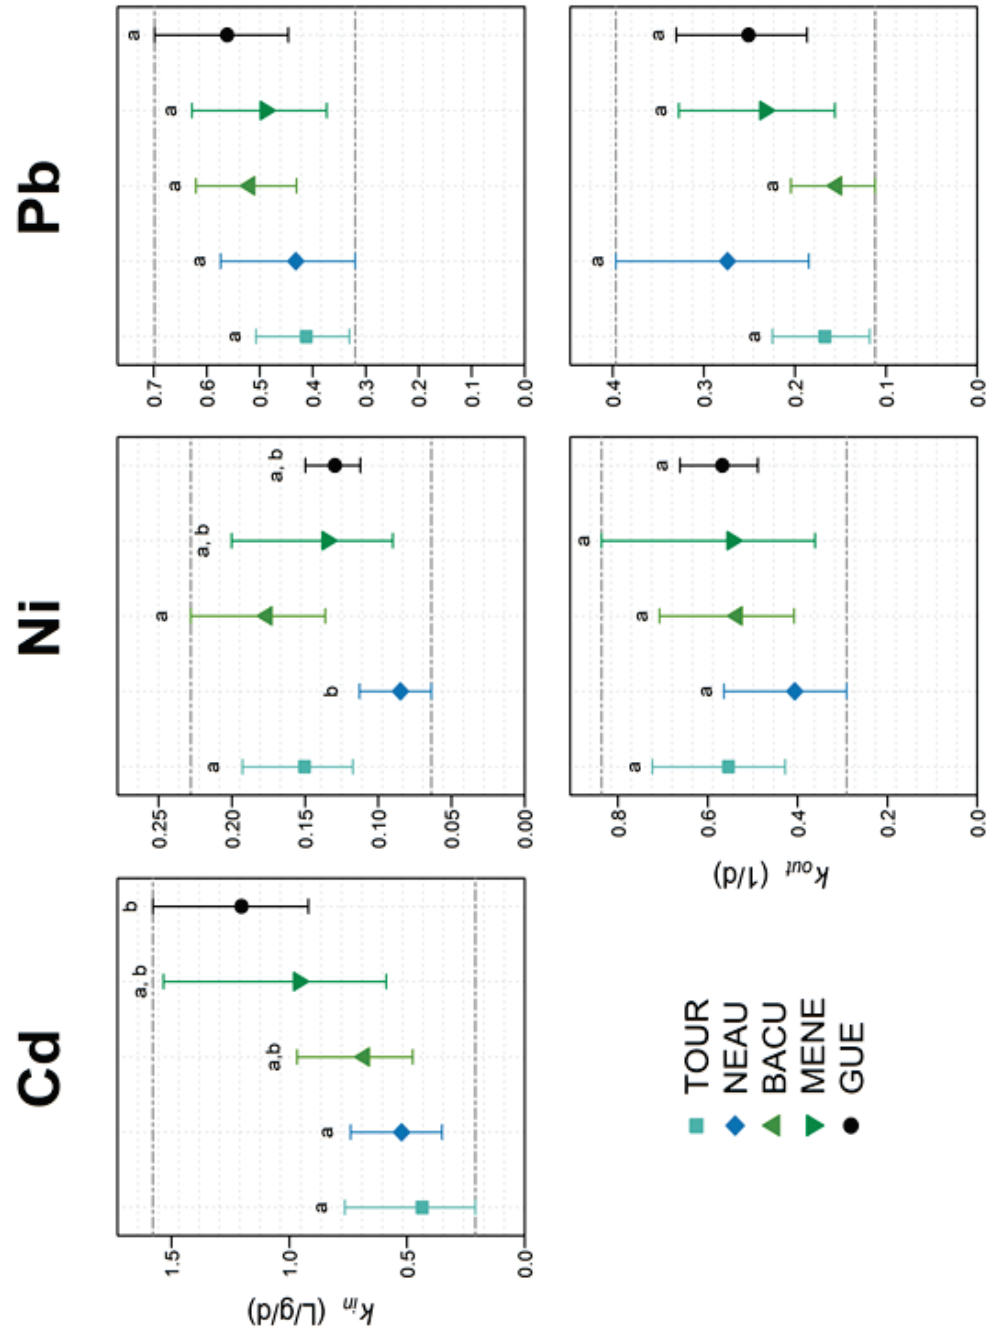 Cd
Ni
Pb
k in (L/g/d)
0.0
0.5
1.0
1.5
a
a
a,b
a, b
b
0.00
0.05
0.10
0.15
0.20
0.25
a
b
a
a, b
a, b
0.0
0.1
0.2
0.3
0.4
0.5
0.6
0.7
a
a
a
a
a
TOUR
NEAU
BACU
MENE
GUE
k out (1/d)
0.0
0.2
0.4
0.6
0.8
a
a
a
a
a
0.0
0.1
0.2
0.3
0.4
a
a
a
a
a